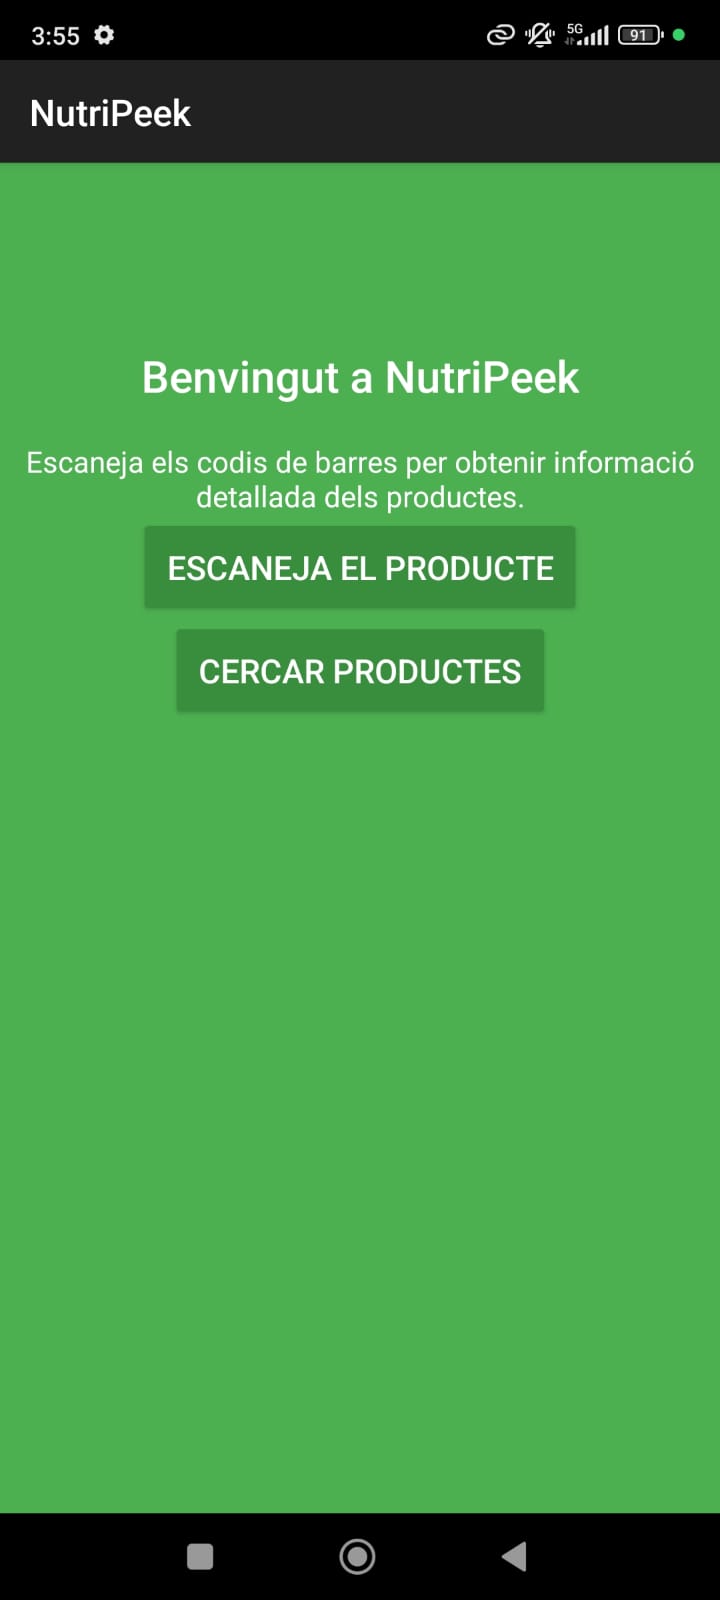 3:55
5G
91
NutriPeek
Benvingut a NutriPeek
Escaneja els codis de barres per obtenir informació
detallada dels productes.
ESCANEJA EL PRODUCTE
CERCAR PRODUCTES